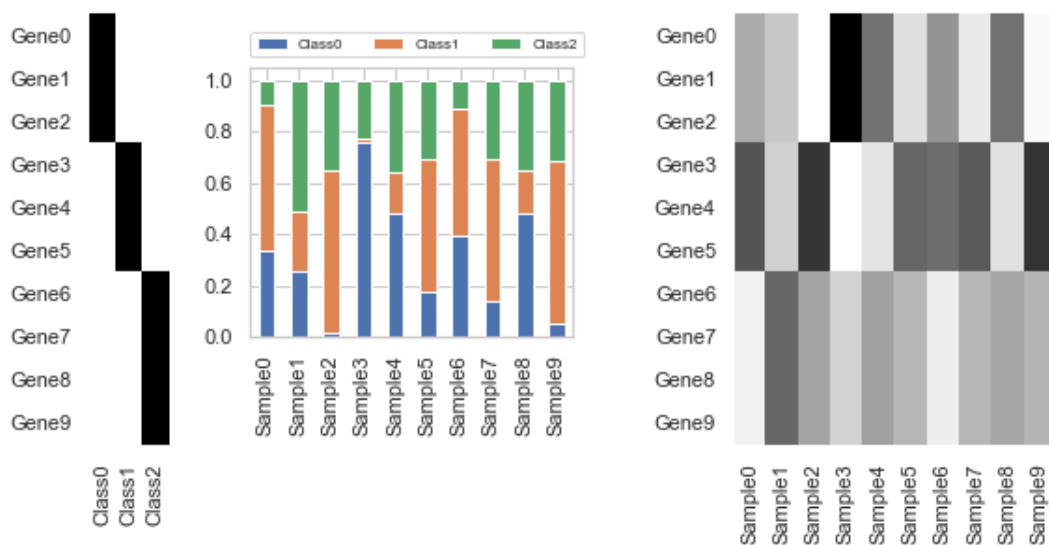 Gene0
Gene1
Gene2
Gene3
Gene4
Gene5
Gene6
Gene7
Gene8
Gene9
Class0
Class1
Class2
Class0 Class1 Class2
1.0
0.8
0.6
0.4
0.2
0.0
Sample0
Sample1
Sample2
Sample3
Sample4
Sample5
Sample6
Sample7
Sample8
Sample9
Gene0
Gene1
Gene2
Gene3
Gene4
Gene5
Gene6
Gene7
Gene8
Gene9
Sample0
Sample1
Sample2
Sample3
Sample4
Sample5
Sample6
Sample7
Sample8
Sample9